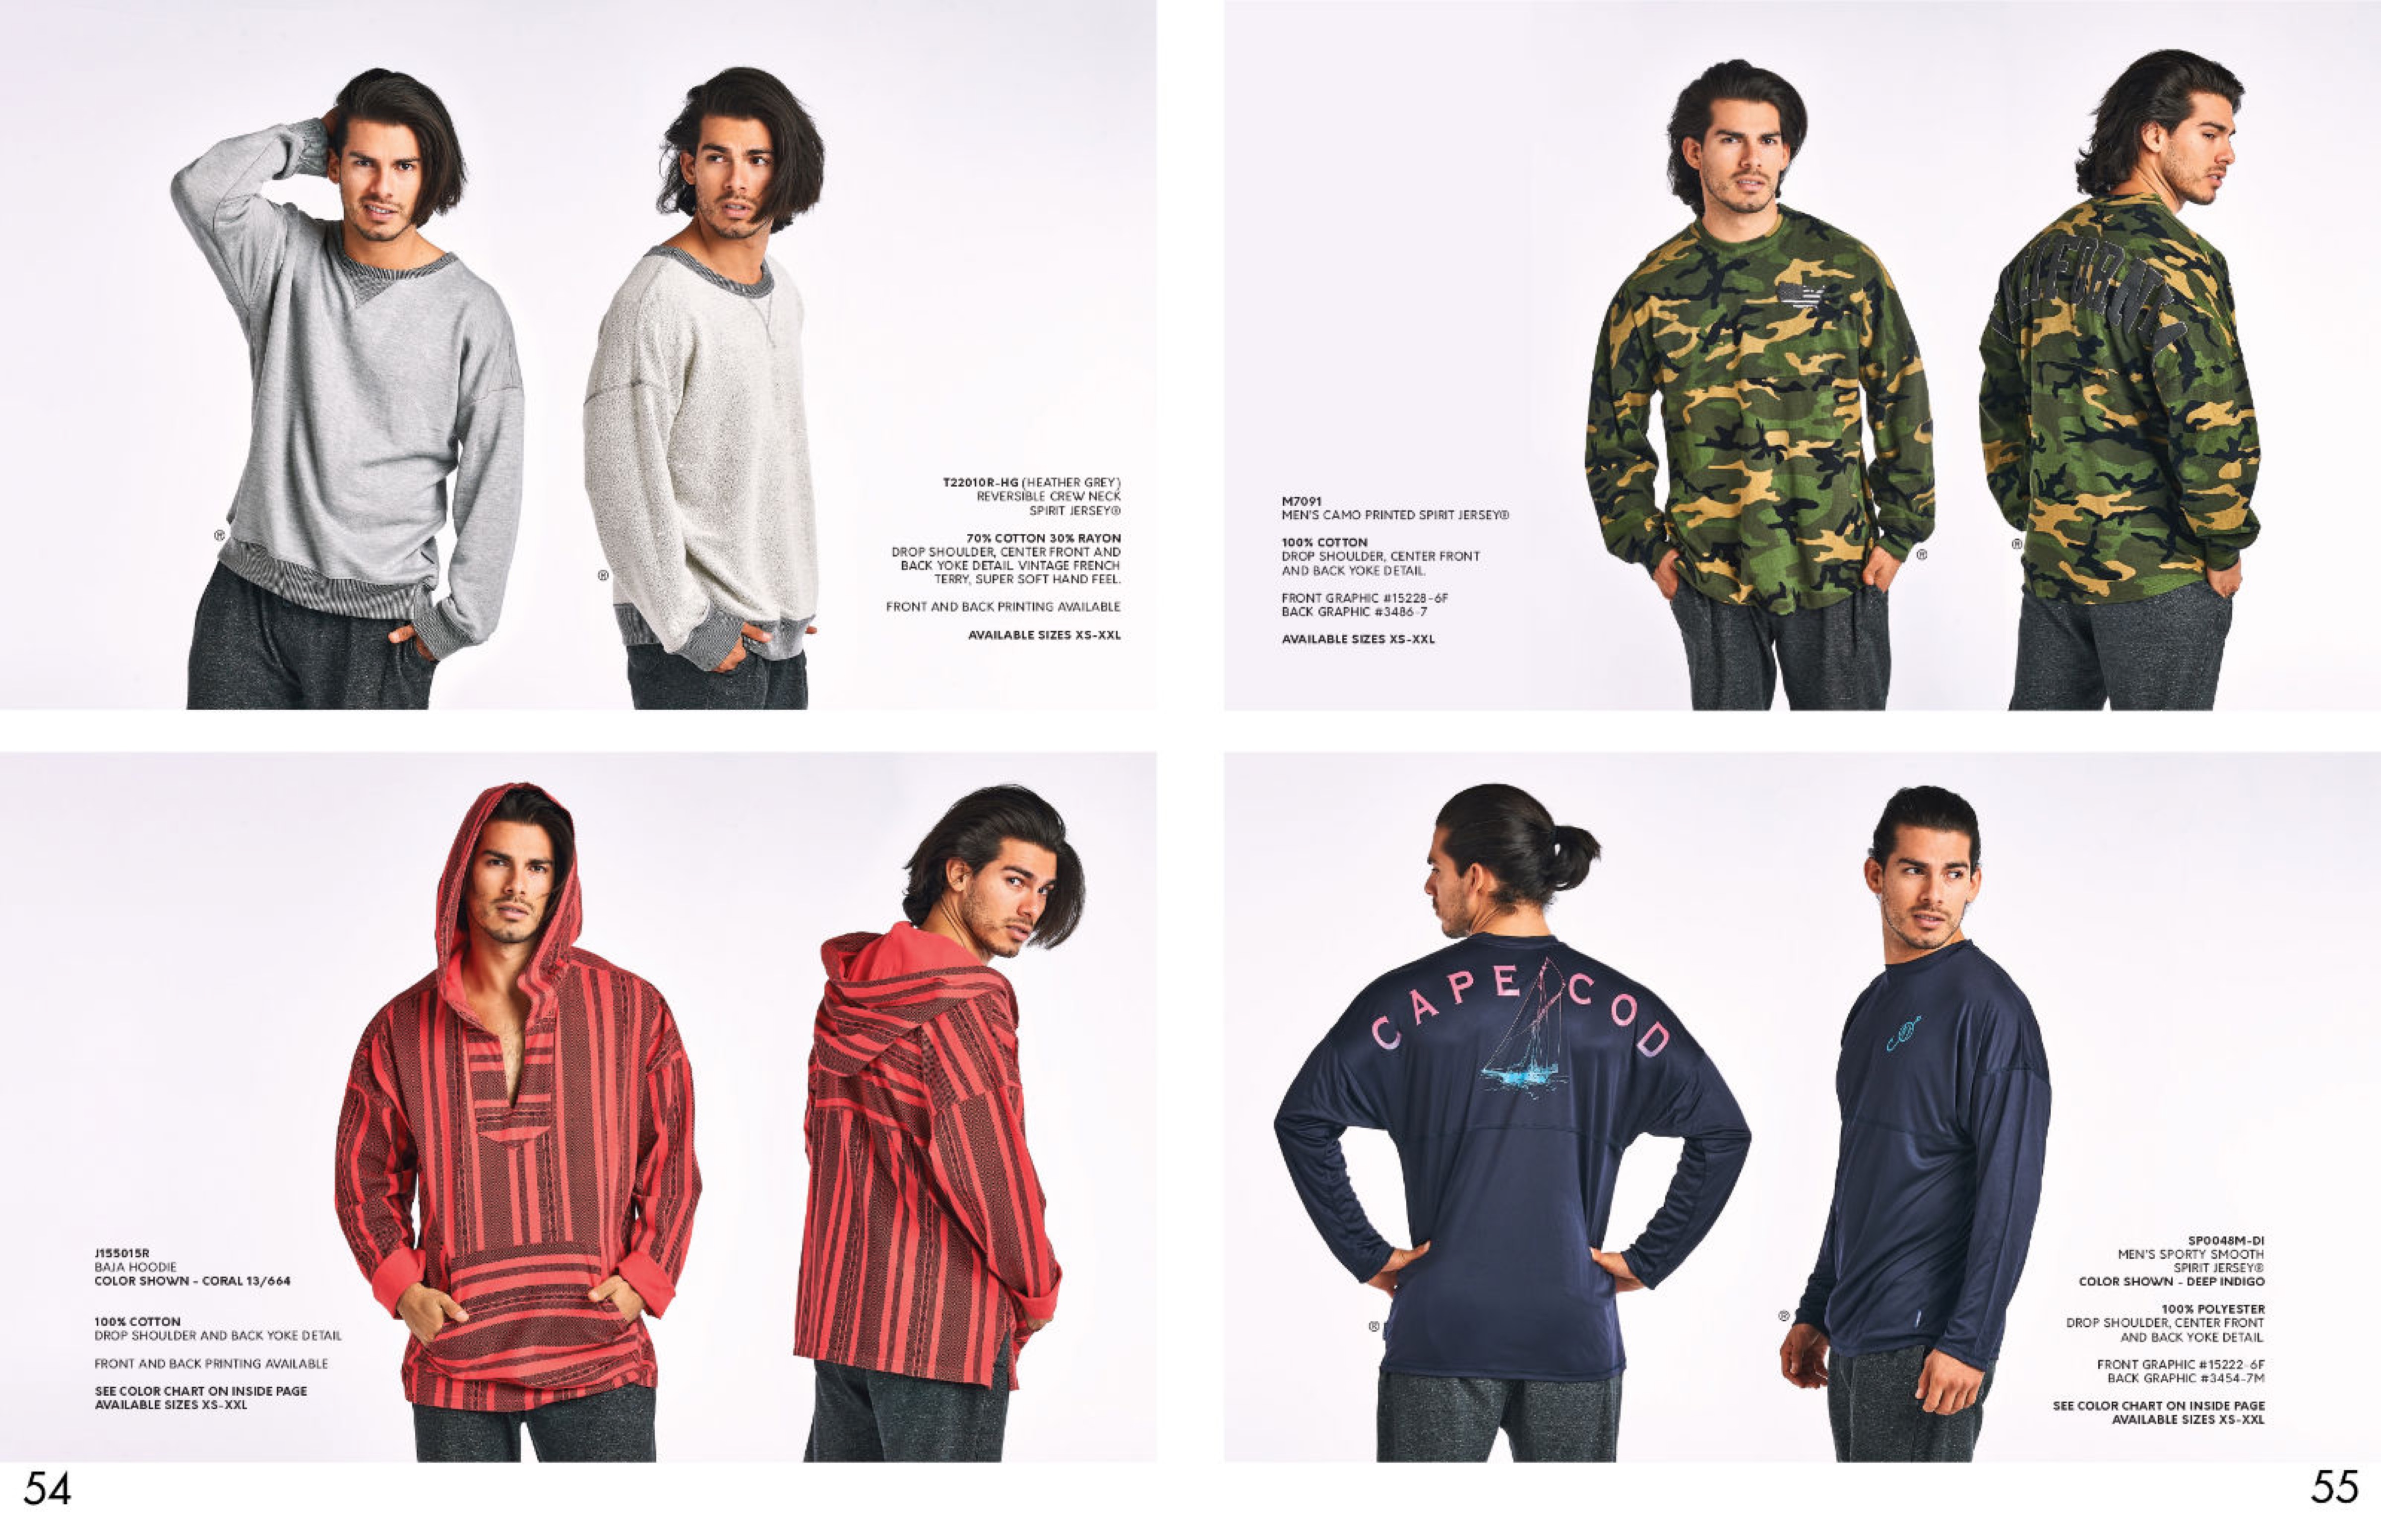 T22010R-HG (HEATHER GREY)
REVERSIBLE CREW NECK
SPIRIT JERSEY®
70% COTTON 30% RAYON
DROP SHOULDER, CENTER FRONT AND
BACK YOKE DETAIL. VINTAGE FRENCH
TERRY, SUPER SOFT HAND FEEL.
FRONT AND BACK PRINTING AVAILABLE
AVAILABLE SIZES XS-XXL
®
®
M7091
MEN'S CAMO PRINTED SPIRIT JERSEY®
100% COTTON
DROP SHOULDER, CENTER FRONT
AND BACK YOKE DETAIL.
FRONT GRAPHIC #15228-6F
BACK GRAPHIC #3486-7
AVAILABLE SIZES XS-XXL
CALIFORNIA
®
®
J155015R
BAJA HOODIE
COLOR SHOWN - CORAL 13/664
100% COTTON
DROP SHOULDER AND BACK YOKE DETAIL
FRONT AND BACK PRINTING AVAILABLE
SEE COLOR CHART ON INSIDE PAGE
AVAILABLE SIZES XS-XXL
CAPE COD
®
®
SP0048M-DI
MEN'S SPORTY SMOOTH
SPIRIT JERSEY®
COLOR SHOWN - DEEP INDIGO
100% POLYESTER
DROP SHOULDER, CENTER FRONT
AND BACK YOKE DETAIL
FRONT GRAPHIC #15222-6F
BACK GRAPHIC #3454-7M
SEE COLOR CHART ON INSIDE PAGE
AVAILABLE SIZES XS-XXL
54
55